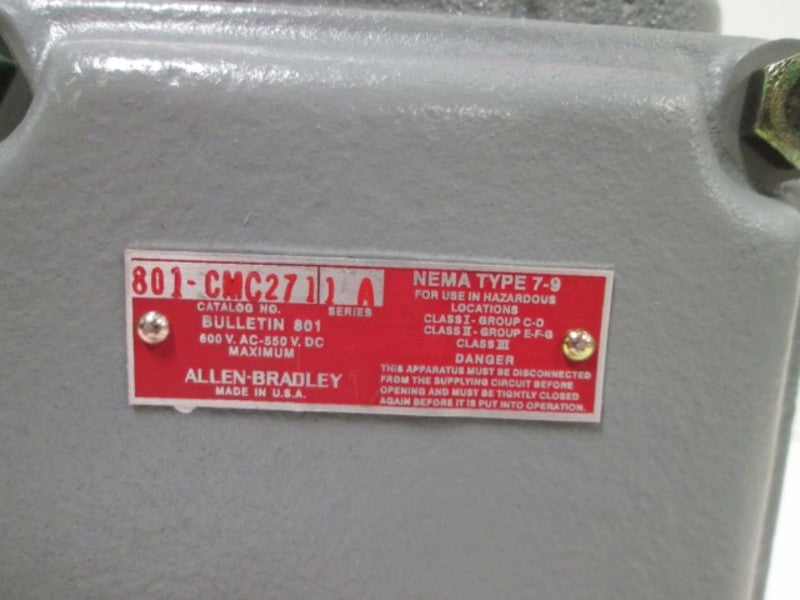 801-CMC2711 A
CATALOG NO. SERIES
BULLETIN 801
600 V. AC-550 V. DC
MAXIMUM
ALLEN-BRADLEY
MADE IN U.S.A.
NEMA TYPE 7-9
FOR USE IN HAZARDOUS
LOCATIONS
CLASS I - GROUP C-D
CLASS II - GROUP E-F-G
CLASS III
DANGER
THIS APPARATUS MUST BE DISCONNECTED
FROM THE SUPPLYING CIRCUIT BEFORE
OPENING AND MUST BE TIGHTLY CLOSED
AGAIN BEFORE IT IS PUT INTO OPERATION.